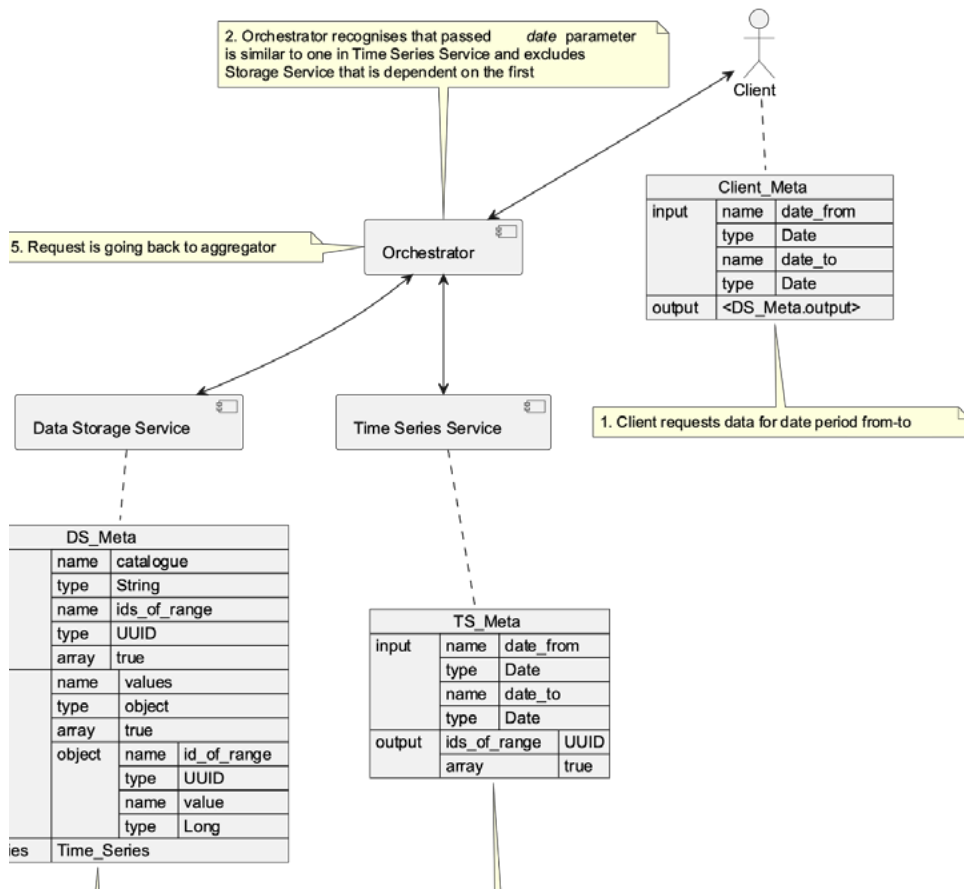 2. Orchestrator recognises that passed date parameter
is similar to one in Time Series Service and excludes
Storage Service that is dependent on the first
Client
Client_Meta
input name date_from
type Date
name date_to
type Date
output <DS_Meta.output>
5. Request is going back to aggregator
Orchestrator
1. Client requests data for date period from-to
Data Storage Service
Time Series Service
DS_Meta
name catalogue
type String
name ids_of_range
type UUID
array true
name values
type object
array true
object name id_of_range
type UUID
name value
type Long
ies Time_Series
TS_Meta
input name date_from
type Date
name date_to
type Date
output ids_of_range UUID
array true